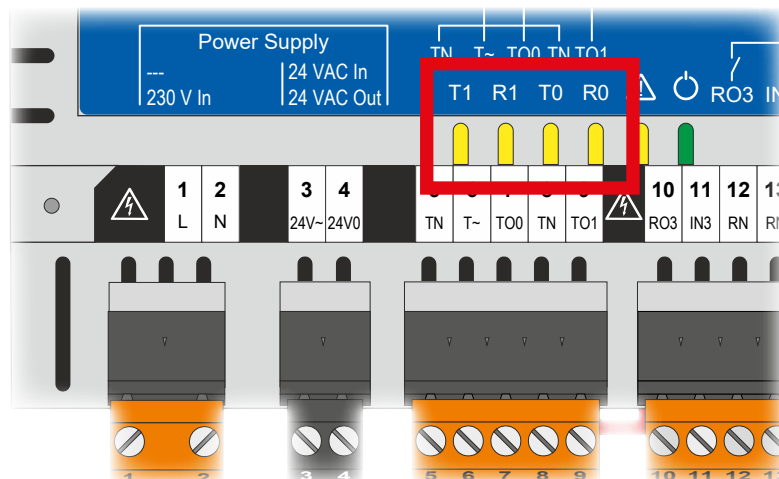 Power Supply
---
24 VAC In
230 V In
24 VAC Out
TN T~ TO0 TN TO1
T1 R1 T0 R0
RO3
1 2 3 4 10 11 12
L N 24V~ 24V0 TN T~ TO0 TN TO1 RO3 IN3 RN
1 2 3 4 5 6 7 8 9 10 11 12